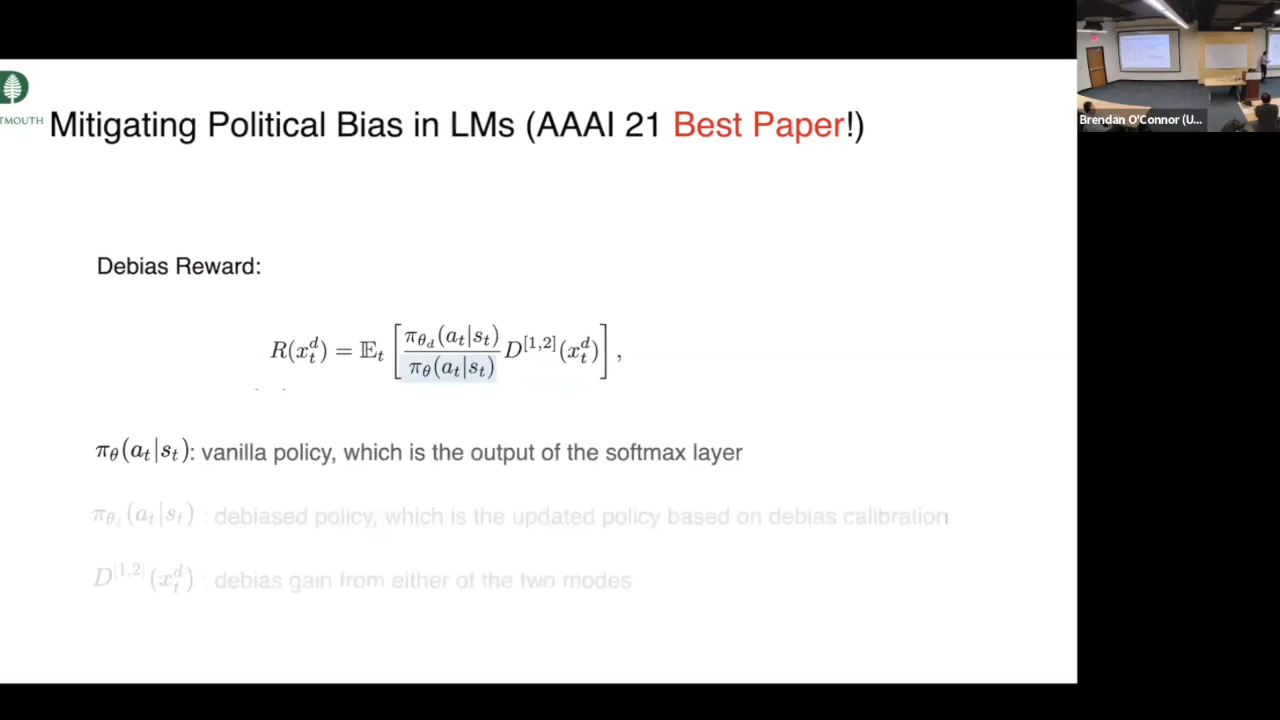 TMOUTH
Mitigating Political Bias in LMs (AAAI 21 Best Paper!)
Debias Reward:
R(x_t^d) = 𝔼_t [ π_{θ_d}(a_t|s_t) / π_θ(a_t|s_t) D^{[1,2]}(x_t^d) ] ,
π_θ(a_t|s_t): vanilla policy, which is the output of the softmax layer
π_{θ_d}(a_t|s_t) : debiased policy, which is the updated policy based on debias calibration
D^{[1,2]}(x_t^d) : debias gain from either of the two modes
Brendan O'Connor (U...